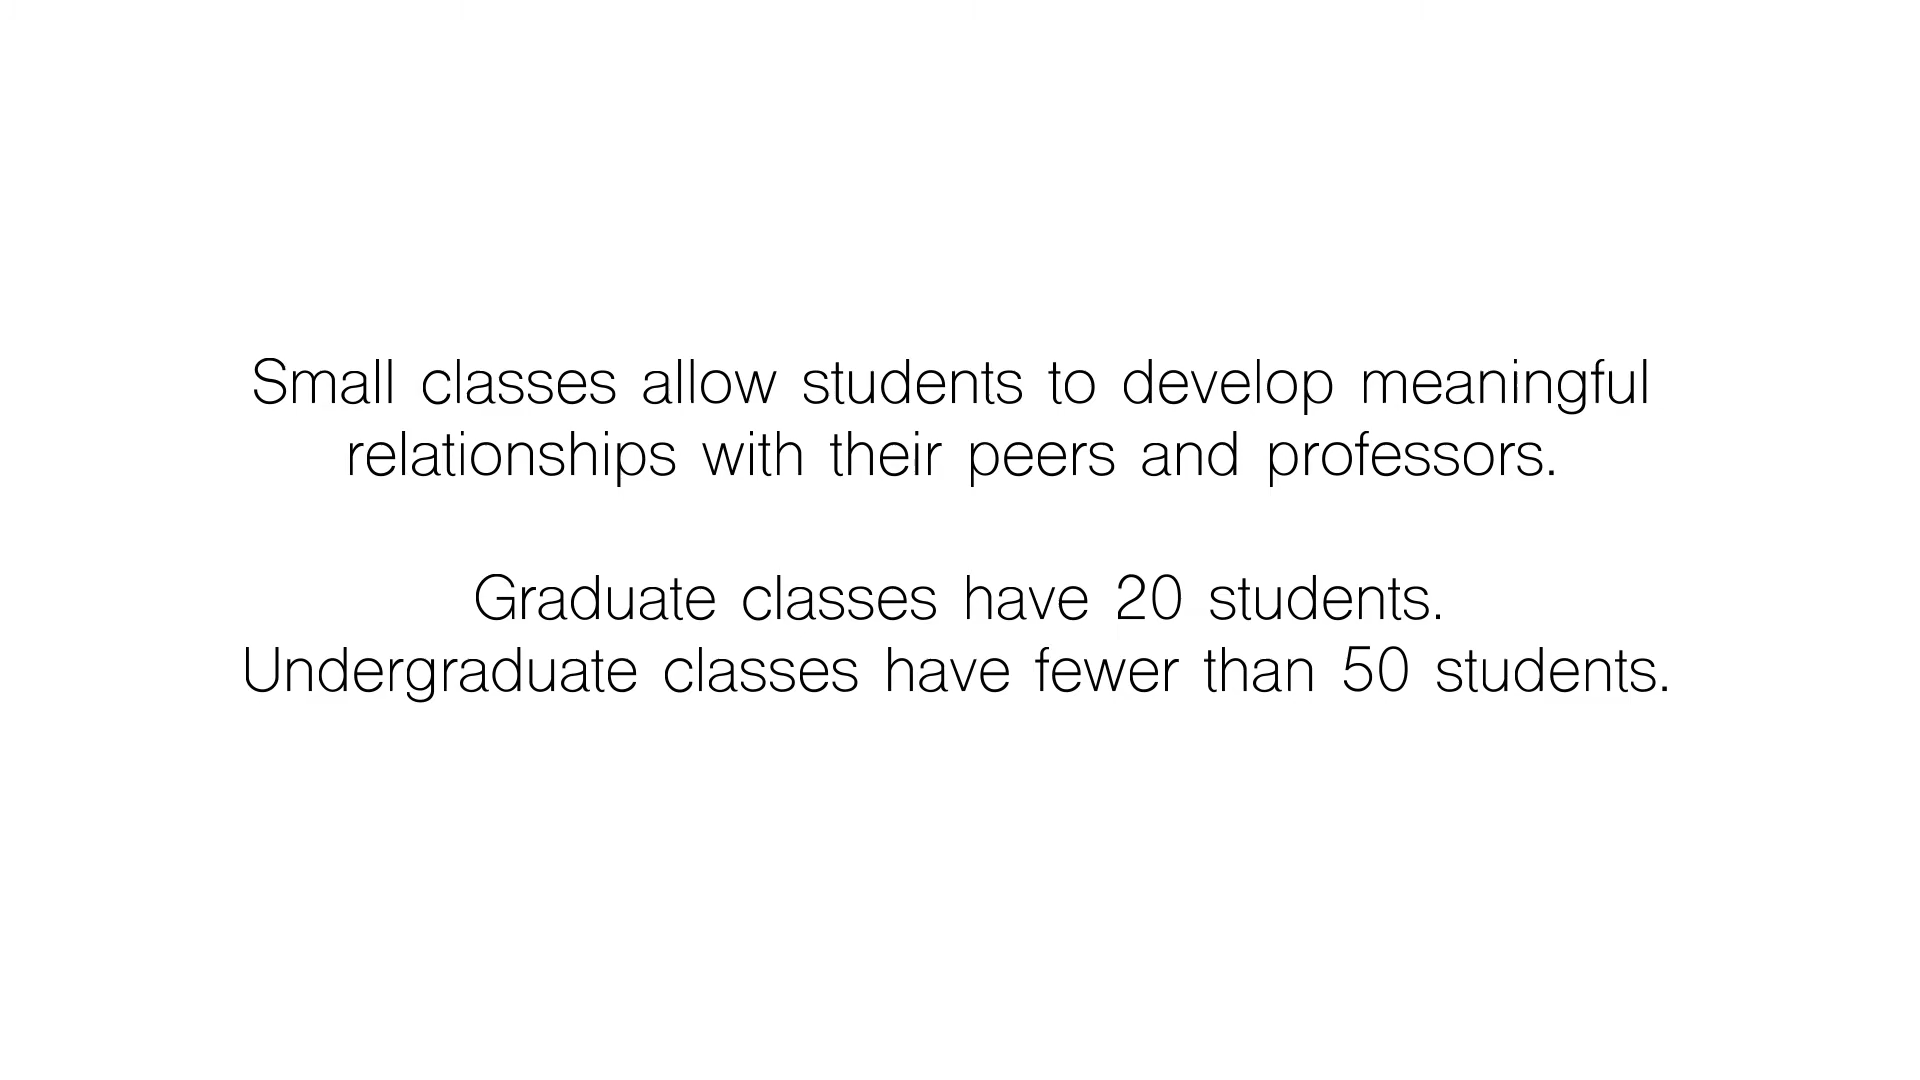 Small classes allow students to develop meaningful
relationships with their peers and professors.
Graduate classes have 20 students.
Undergraduate classes have fewer than 50 students.